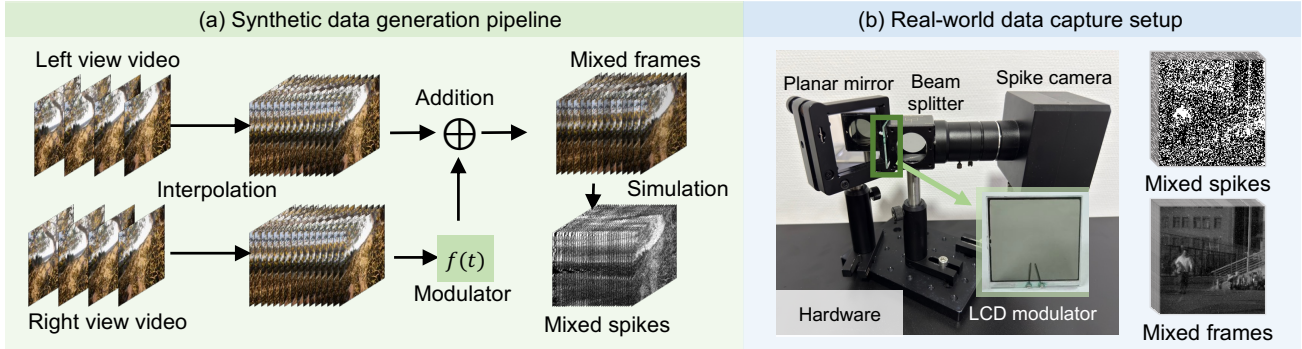 (a) Synthetic data generation pipeline
Left view video
Interpolation
Right view video
Addition
f(t)
Modulator
Mixed frames
Simulation
Mixed spikes
(b) Real-world data capture setup
Planar mirror
Beam
splitter
Spike camera
Hardware
LCD modulator
Mixed spikes
Mixed frames